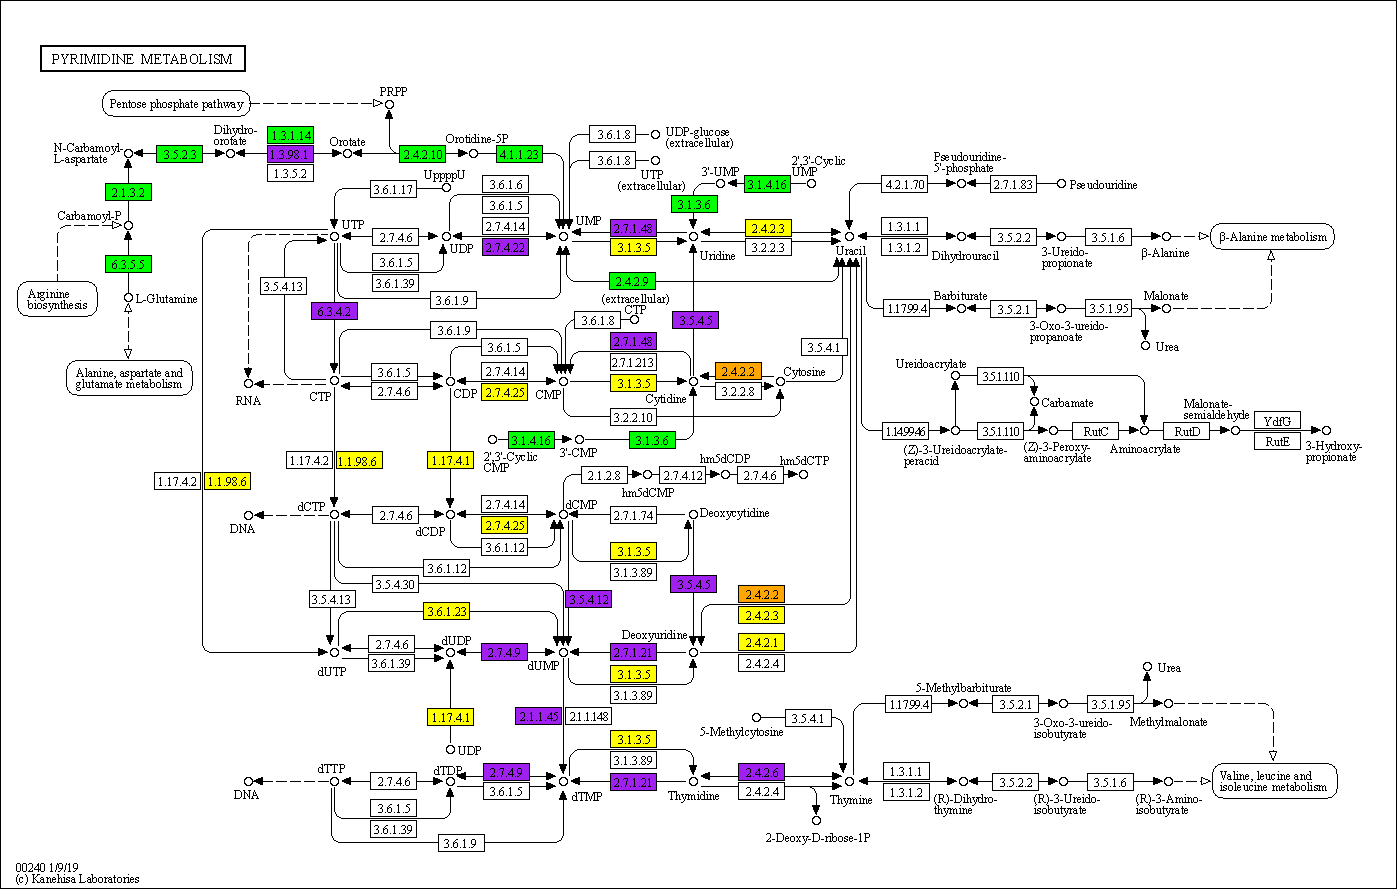 PYRIMIDINE METABOLISM
Pentose phosphate pathway
PRPP
N-Carbamoyl-
L-aspartate
3.5.2.3
Dihydro-
orotate
1.3.1.14
1.3.98.1
1.3.5.2
Orotate
2.4.2.10
Orotidine-5P
4.1.1.23
3.6.1.8
UDP-glucose
(extracellular)
3.6.1.8
UTP
(extracellular)
3'-UMP
3.1.4.16
2',3'-Cyclic
UMP
Pseudouridine-
5'-phosphate
4.2.1.70
2.7.1.83
Pseudouridine
2.1.3.2
3.6.1.17
UppppU
3.6.1.6
3.6.1.5
2.7.4.14
2.7.4.22
3.1.3.6
Carbamoyl-P
UTP
2.7.4.6
UDP
3.6.1.5
3.6.1.39
UMP
2.7.1.48
3.1.3.5
Uridine
2.4.2.3
3.2.2.3
Uracil
1.3.1.1
1.3.1.2
Dihydrouracil
3.5.2.2
3-Ureido-
propionate
3.5.1.6
β-Alanine
β-Alanine metabolism
6.3.5.5
L-Glutamine
Arginine
biosynthesis
3.5.4.13
3.6.1.9
2.4.2.9
(extracellular)
CTP
3.6.1.8
6.3.4.2
3.5.4.5
Barbiturate
1.17.99.4
3.5.2.1
3-Oxo-3-ureido-
propanoate
3.5.1.95
Malonate
Urea
3.6.1.9
3.6.1.5
2.7.1.48
2.7.1.213
3.5.4.1
Alanine, aspartate and
glutamate metabolism
RNA
CTP
3.6.1.5
2.7.4.6
CDP
2.7.4.14
2.7.4.25
CMP
3.1.3.5
Cytidine
2.4.2.2
3.2.2.8
Cytosine
3.2.2.10
Ureidoacrylate
3.5.1.110
Carbamate
1.14.99.46
(Z)-3-Ureidoacrylate-
peracid
3.5.1.110
(Z)-3-Peroxy-
aminoacrylate
RutC
Aminoacrylate
RutD
Malonate-
semialdehyde
YdfG
RutE
3-Hydroxy-
propionate
2',3'-Cyclic
CMP
3.1.4.16
3'-CMP
3.1.3.6
1.17.4.2
1.1.98.6
1.17.4.2
1.1.98.6
1.17.4.1
2.1.2.8
hm5dCMP
2.7.4.12
hm5dCDP
2.7.4.6
hm5dCTP
DNA
dCTP
2.7.4.6
dCDP
2.7.4.14
2.7.4.25
3.6.1.12
dCMP
2.7.1.74
Deoxycytidine
3.1.3.5
3.1.3.89
3.6.1.12
3.5.4.30
3.5.4.13
3.5.4.12
3.5.4.5
3.6.1.23
2.4.2.2
2.4.2.3
dUTP
2.7.4.6
3.6.1.39
dUDP
2.7.4.9
dUMP
2.7.1.21
Deoxyuridine
3.1.3.5
3.1.3.89
2.4.2.1
2.4.2.4
1.17.4.1
UDP
2.1.1.45
2.1.1.148
5-Methylcytosine
3.5.4.1
5-Methylbarbiturate
1.17.99.4
3.5.2.1
3-Oxo-3-ureido-
isobutyrate
3.5.1.95
Urea
Methylmalonate
DNA
dTTP
2.7.4.6
3.6.1.5
3.6.1.39
dTDP
2.7.4.9
3.6.1.5
3.6.1.9
dTMP
3.1.3.5
3.1.3.89
2.7.1.21
Thymidine
2.4.2.6
2.4.2.4
2-Deoxy-D-ribose-1P
Thymine
1.3.1.1
1.3.1.2
(R)-Dihydro-
thymine
3.5.2.2
(R)-3-Ureido-
isobutyrate
3.5.1.6
(R)-3-Amino-
isobutyrate
Valine, leucine and
isoleucine metabolism
00240 1/9/19
(c) Kanehisa Laboratories